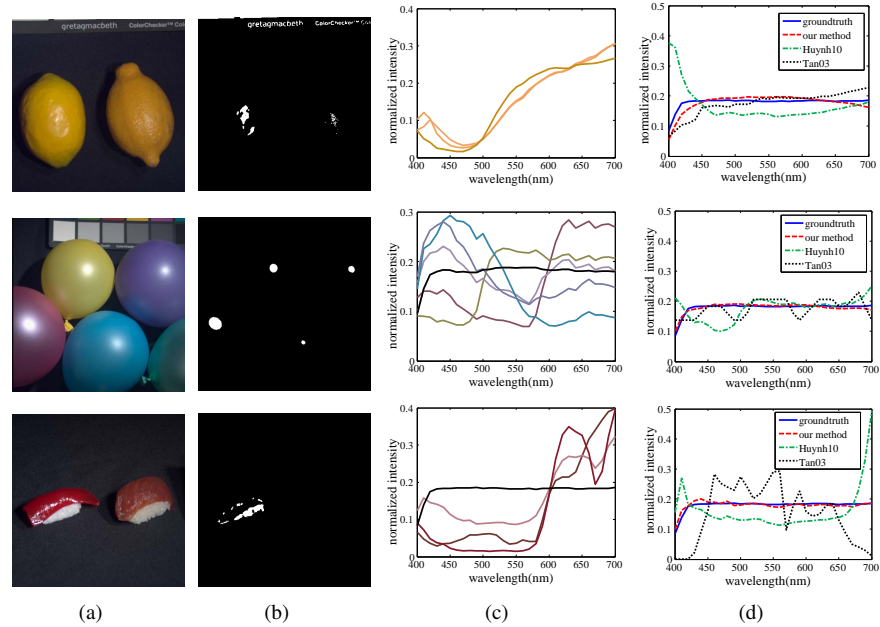 gretagmacbeth ColorChecker™ Col
gretagmacbeth ColorChecker Co
normalized intensity
0.4
0.3
0.2
0.1
0
400 450 500 550 600 650 700
wavelength(nm)
normalized intensity
0.5
0.4
0.3
0.2
0.1
0
400 450 500 550 600 650 700
wavelength(nm)
groundtruth
our method
Huynh10
Tan03
normalized intensity
0.3
0.2
0.1
0
400 450 500 550 600 650 700
wavelength(nm)
normalized intensity
0.5
0.4
0.3
0.2
0.1
0
400 450 500 550 600 650 700
wavelength(nm)
groundtruth
our method
Huynh10
Tan03
normalized intensity
0.4
0.3
0.2
0.1
0
400 450 500 550 600 650 700
wavelength(nm)
normalized intensity
0.5
0.4
0.3
0.2
0.1
0
400 450 500 550 600 650 700
wavelength(nm)
groundtruth
our method
Huynh10
Tan03
(a) (b) (c) (d)